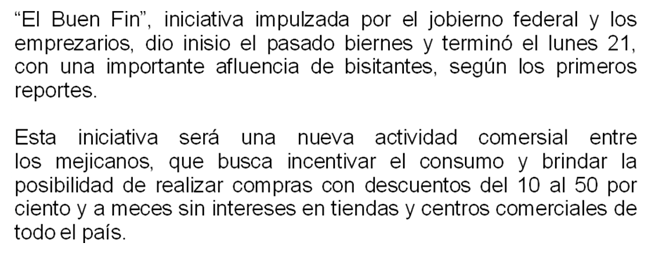 “El Buen Fin”, iniciativa impulzada por el jobierno federal y los
emprezarios, dio inisio el pasado biernes y terminó el lunes 21,
con una importante afluencia de bisitantes, según los primeros
reportes.
Esta iniciativa será una nueva actividad comersial entre
los mejicanos, que busca incentivar el consumo y brindar la
posibilidad de realizar compras con descuentos del 10 al 50 por
ciento y a meces sin intereses en tiendas y centros comerciales de
todo el país.